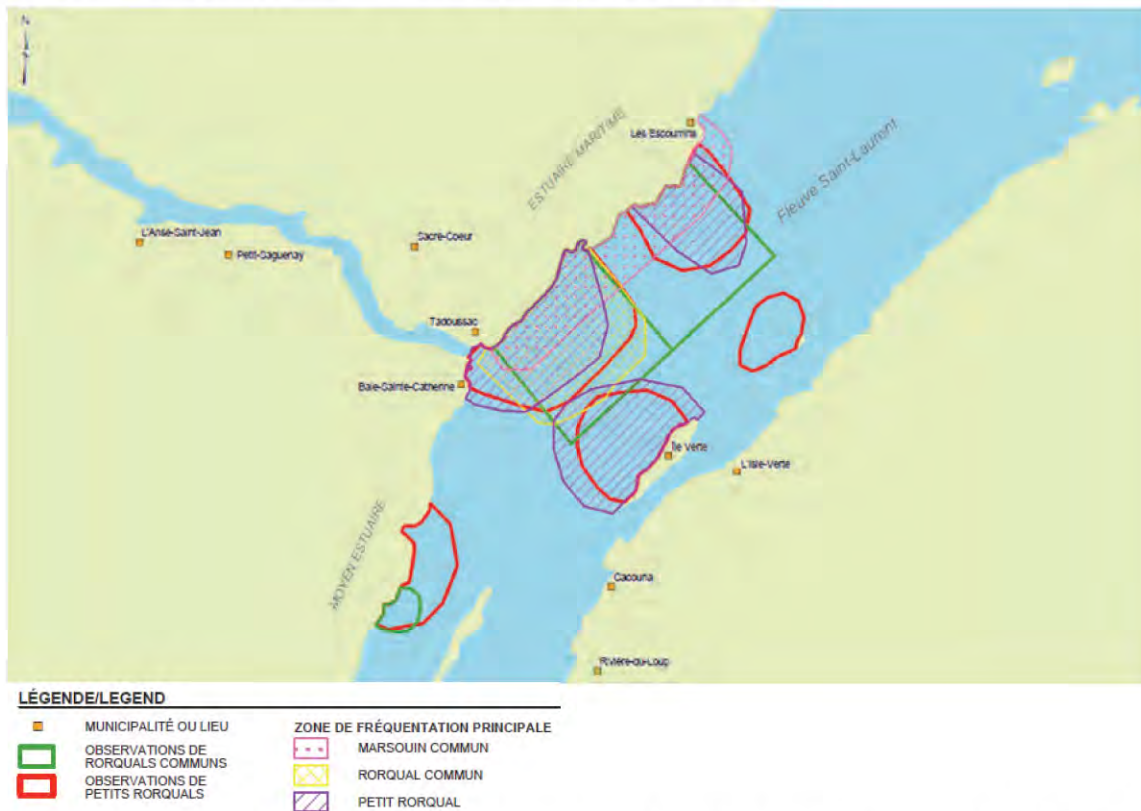 N
Les Escoumins
ESTUAIRE MARITIME
Fleuve Saint-Laurent
L'Anse-Saint-Jean
Petit-Saguenay
Sacré-Coeur
Tadoussac
Baie-Sainte-Catherine
Île Verte
L'Isle-Verte
MOYEN ESTUAIRE
Cacouna
Rivière-du-Loup
LÉGENDE/LEGEND
MUNICIPALITÉ OU LIEU
OBSERVATIONS DE
RORQUALS COMMUNS
OBSERVATIONS DE
PETITS RORQUALS
ZONE DE FRÉQUENTATION PRINCIPALE
MARSOUIN COMMUN
RORQUAL COMMUN
PETIT RORQUAL